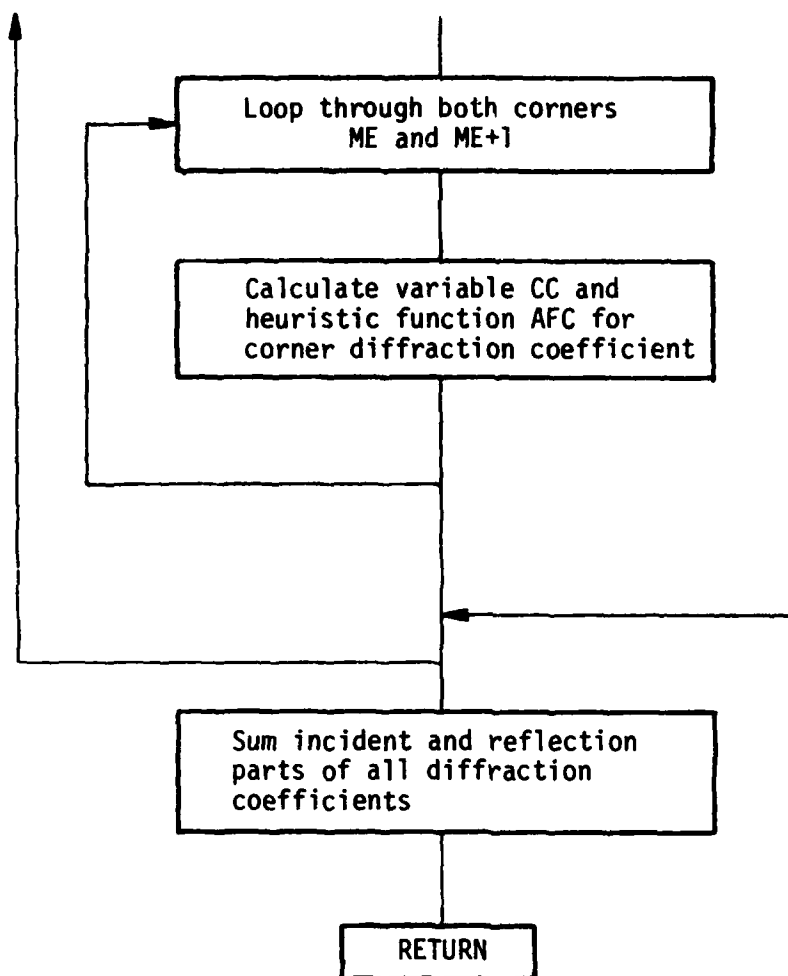 Loop through both corners
ME and ME+1
Calculate variable CC and
heuristic function AFC for
corner diffraction coefficient
Sum incident and reflection
parts of all diffraction
coefficients
RETURN